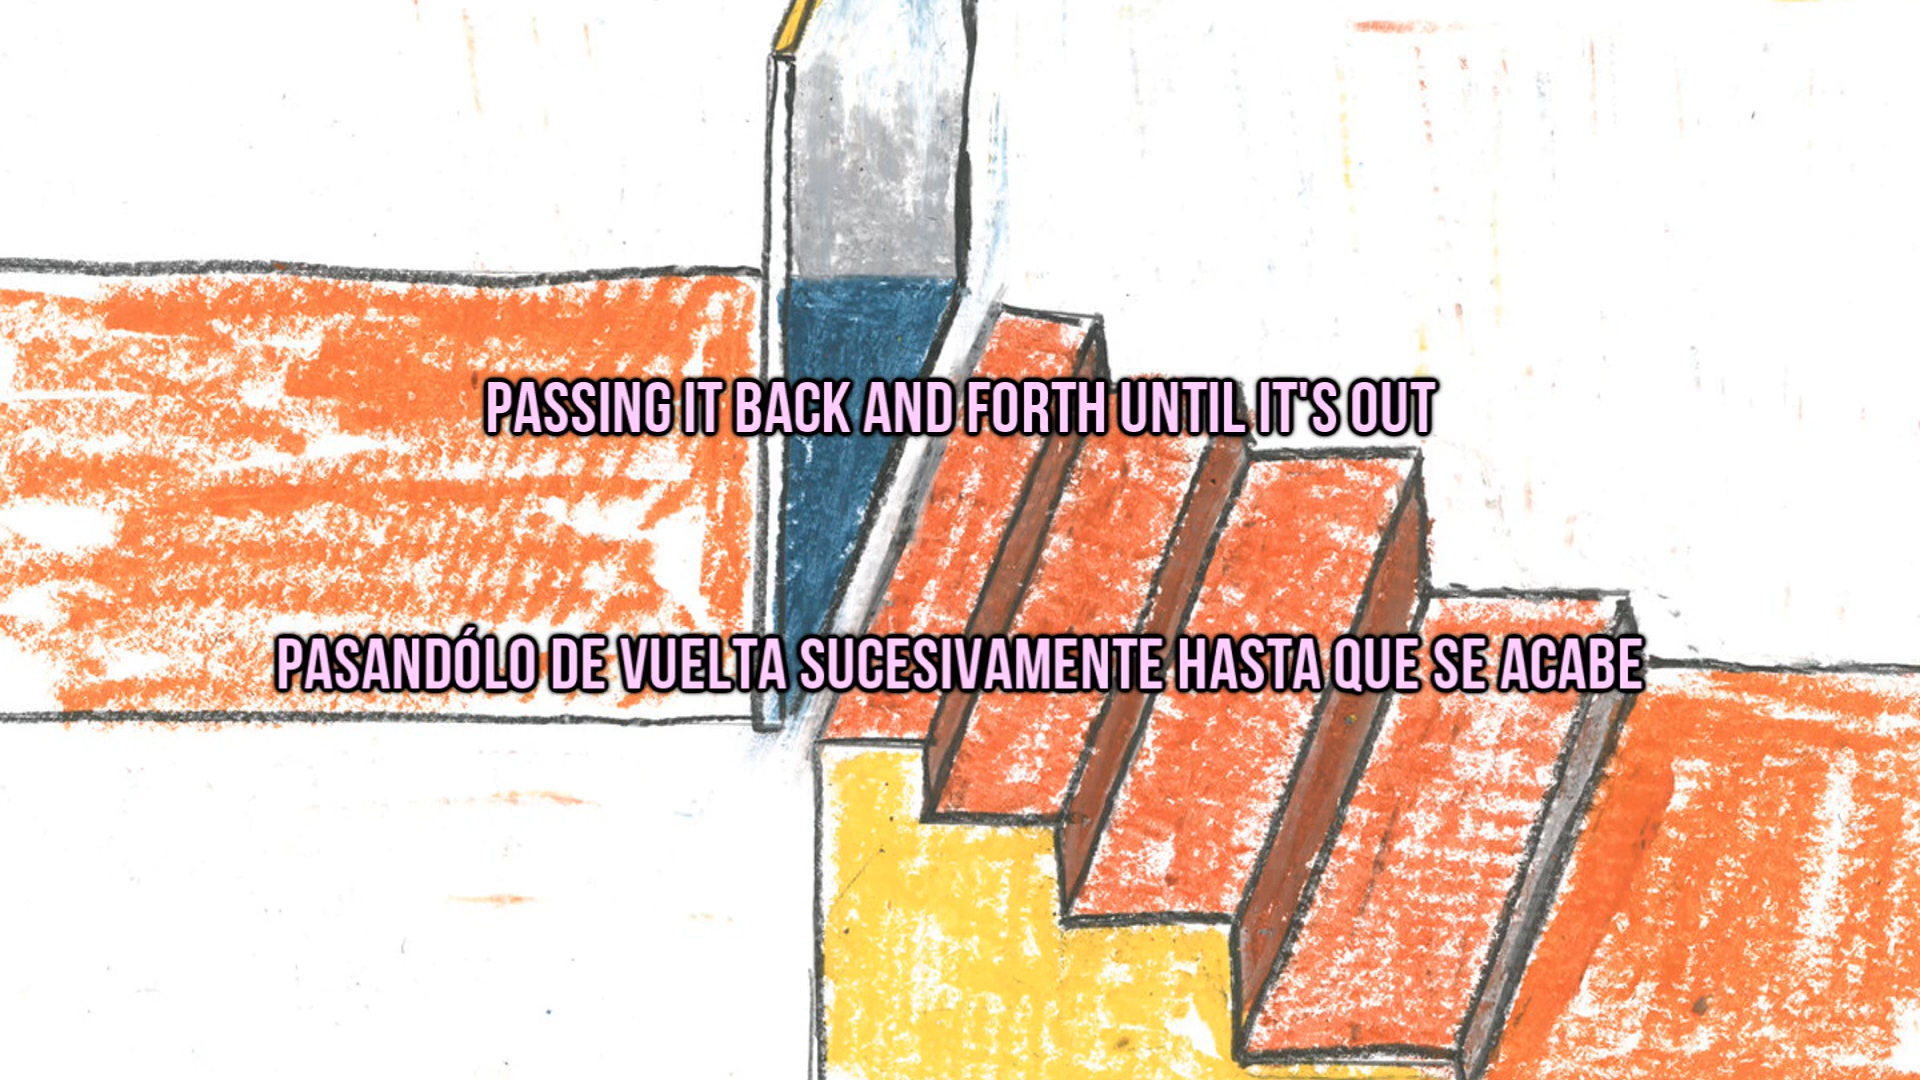 PASSING IT BACK AND FORTH UNTIL IT'S OUT
PASANDÓLO DE VUELTA SUCESIVAMENTE HASTA QUE SE ACABE